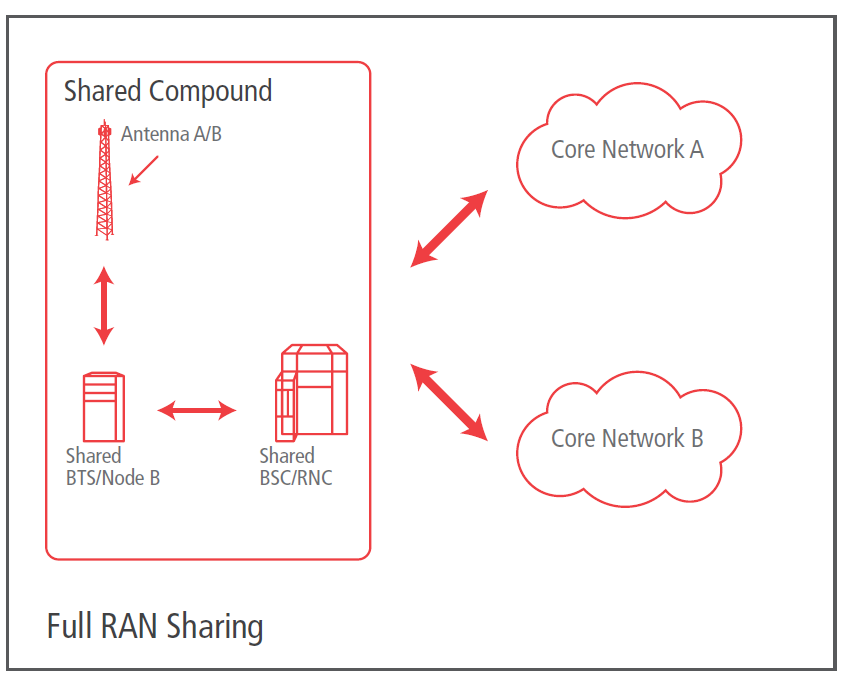 Shared Compound
Antenna A/B
Core Network A
Shared
BTS/Node B
Shared
BSC/RNC
Core Network B
Full RAN Sharing